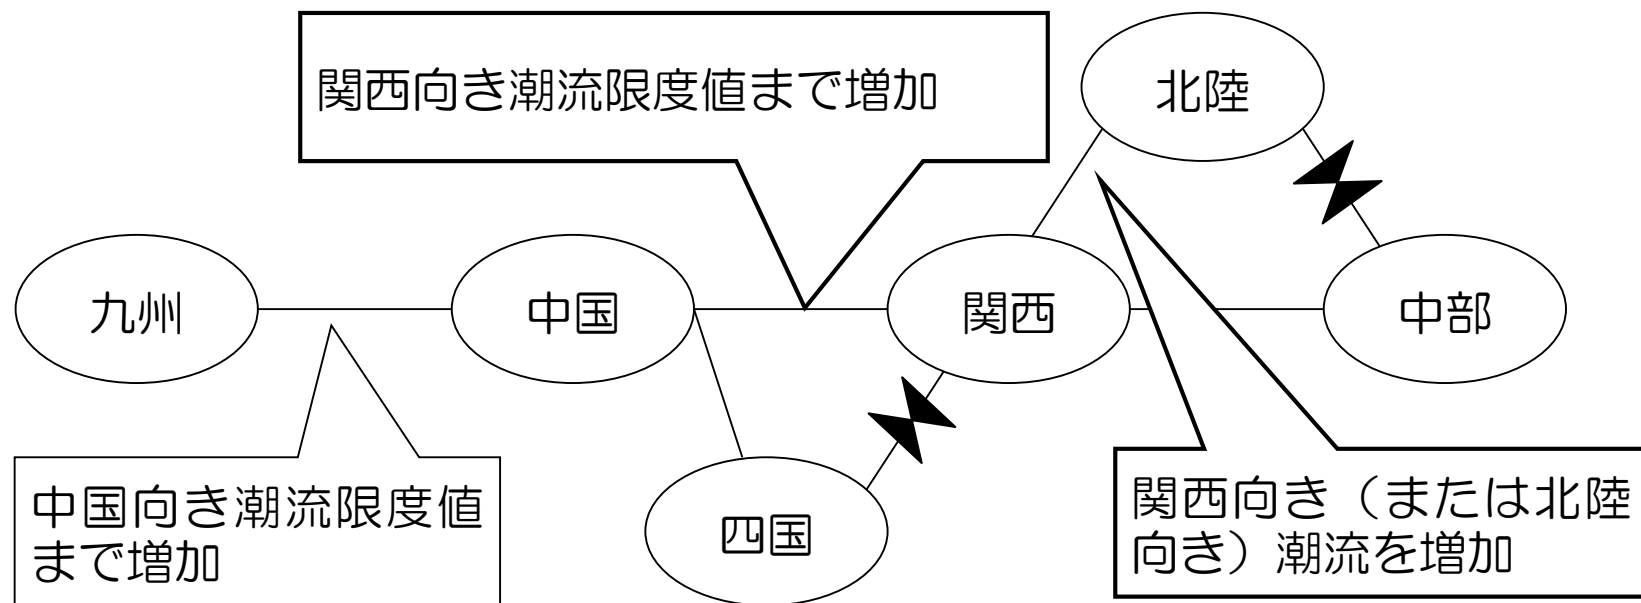 関西向き潮流限度値まで増加
北陸
九州
中国
関西
中部
中国向き潮流限度値
まで増加
四国
関西向き（または北陸
向き）潮流を増加